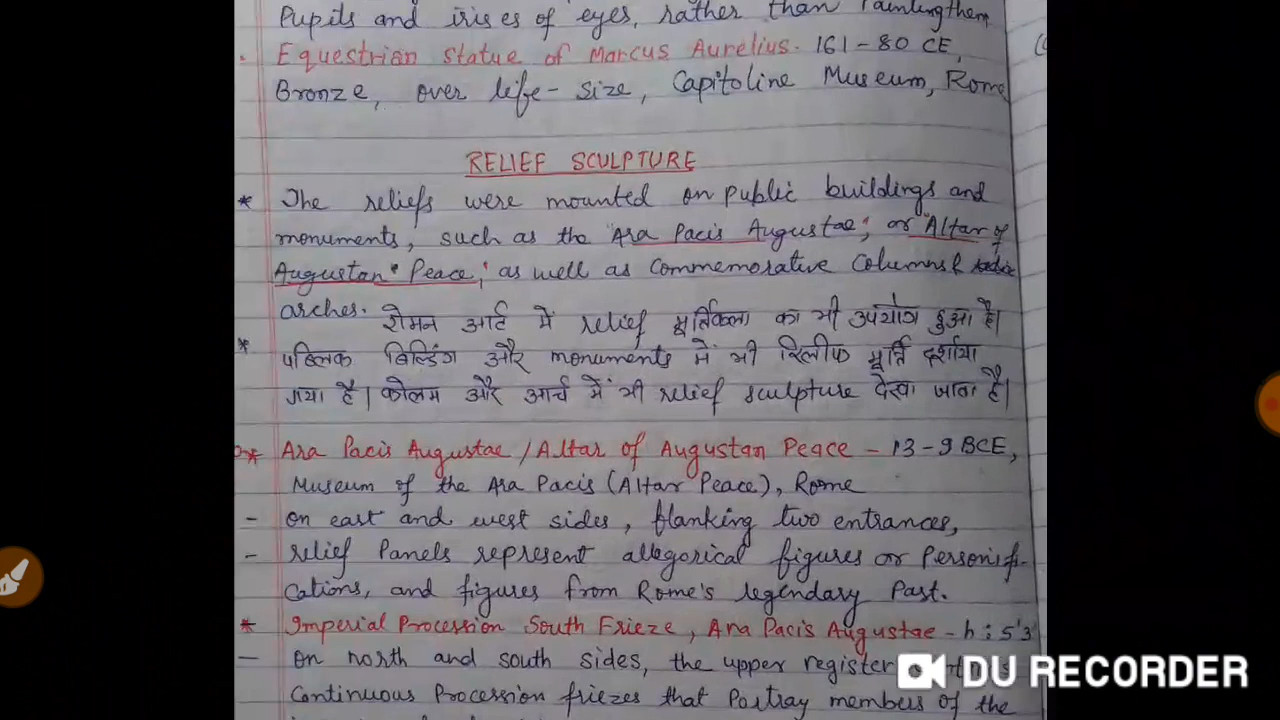 Pupils and irises of eyes, rather than Painting them
Equestrian Statue of Marcus Aurelius. 161-80 CE,
Bronze, over life-size, Capitoline Museum, Rome
RELIEF SCULPTURE
* The reliefs were mounted on public buildings and
monuments, such as the 'Ara Pacis Augustae', or 'Altar of
Augustan Peace', as well as Commemorative Columns &
arches.
रोमन आर्ट में relief मूर्तिकला का भी उपयोग हुआ है।
* पब्लिक बिल्डिंग और monuments में भी रिलीफ मूर्ति दर्शाया
गया है। कोलम और आर्च में भी relief sculpture देखा जाता है।
* Ara Pacis Augustae / Altar of Augustan Peace - 13-9 BCE,
Museum of the Ara Pacis (Altar Peace), Rome
- on east and west sides, flanking two entrances,
- relief Panels represent allegorical figures or Personifi-
cations, and figures from Rome's legendary Past.
* Imperial Procession South Frieze, Ara Pacis Augustae - h: 5'3
- On north and south sides, the upper register
Continuous Procession friezes that Portray members of the
DU RECORDER